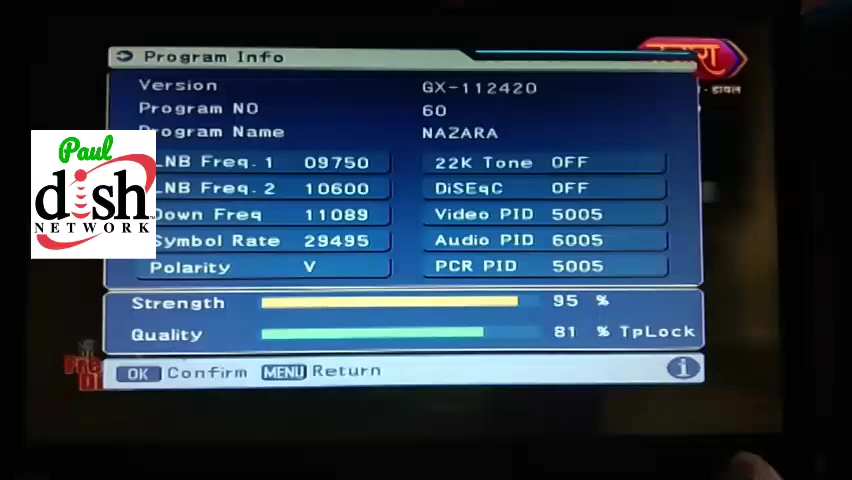 Program Info
नज़ारा
- डायल
Version GX-112420
Program NO 60
Program Name NAZARA
Paul
dish
NETWORK
LNB Freq. 1 09750 22K Tone OFF
LNB Freq. 2 10600 DiSEqC OFF
Down Freq 11089 Video PID 5005
Symbol Rate 29495 Audio PID 6005
Polarity V PCR PID 5005
Strength 95 %
Quality 81 % TpLock
OK Confirm MENU Return